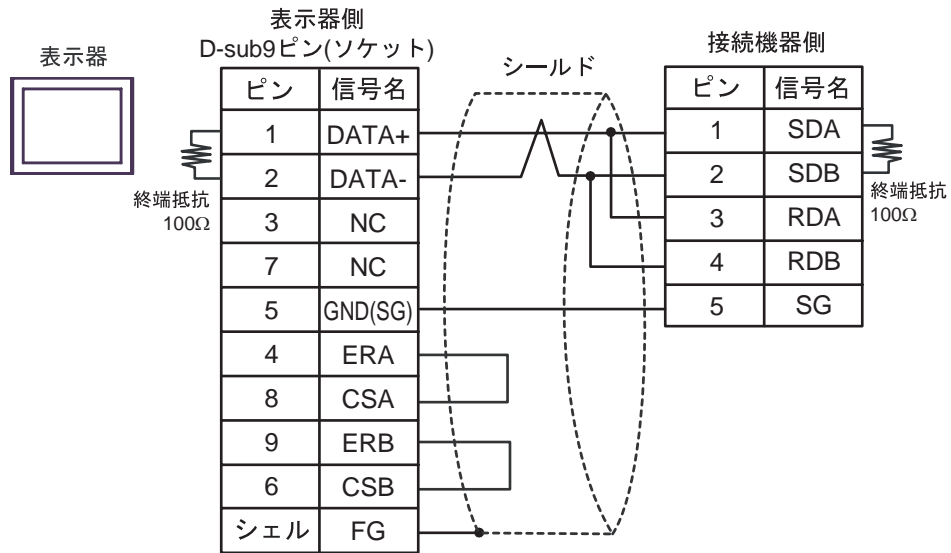 表示器
表示器側
D-sub9ピン(ソケット)
ピン 信号名
1 DATA+
2 DATA-
3 NC
7 NC
5 GND(SG)
4 ERA
8 CSA
9 ERB
6 CSB
シェル FG
終端抵抗
100Ω
シールド
接続機器側
ピン 信号名
1 SDA
2 SDB
3 RDA
4 RDB
5 SG
終端抵抗
100Ω